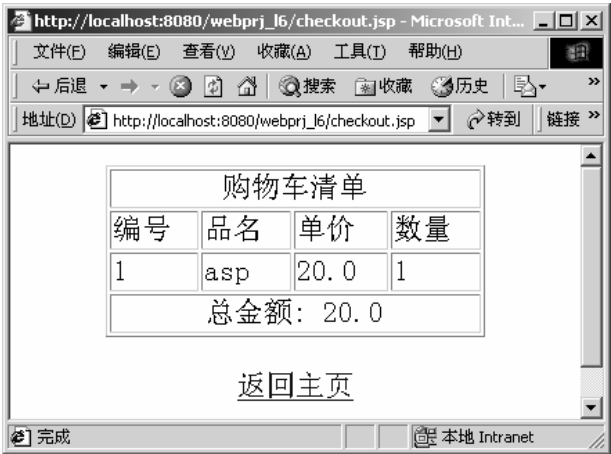 http://localhost:8080/webprj_l6/checkout.jsp - Microsoft Int...
文件(F) 编辑(E) 查看(V) 收藏(A) 工具(T) 帮助(H)
后退 搜索 收藏 历史 »
地址(D) http://localhost:8080/webprj_l6/checkout.jsp 转到 链接 »
购物车清单
编号 品名 单价 数量
1 asp 20.0 1
总金额: 20.0
返回主页
完成 本地 Intranet